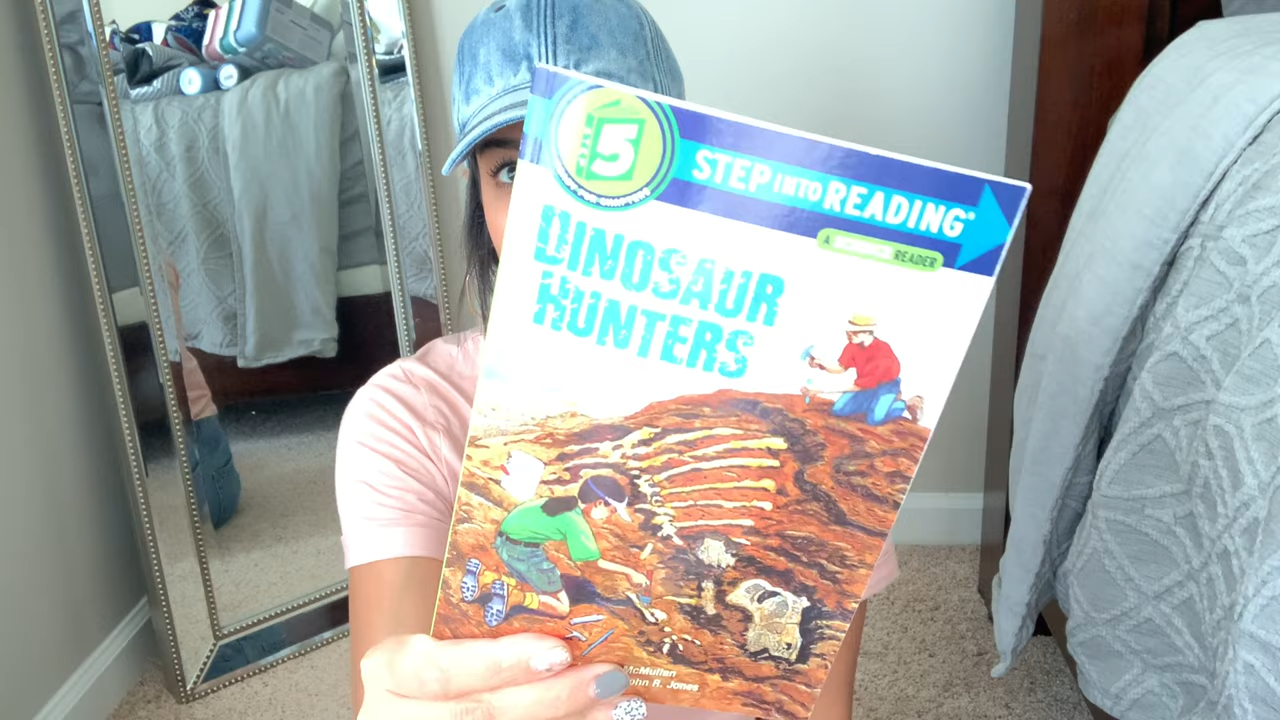 5
STEP INTO READING®
READER
DINOSAUR
HUNTERS
McMullan
John R. Jones